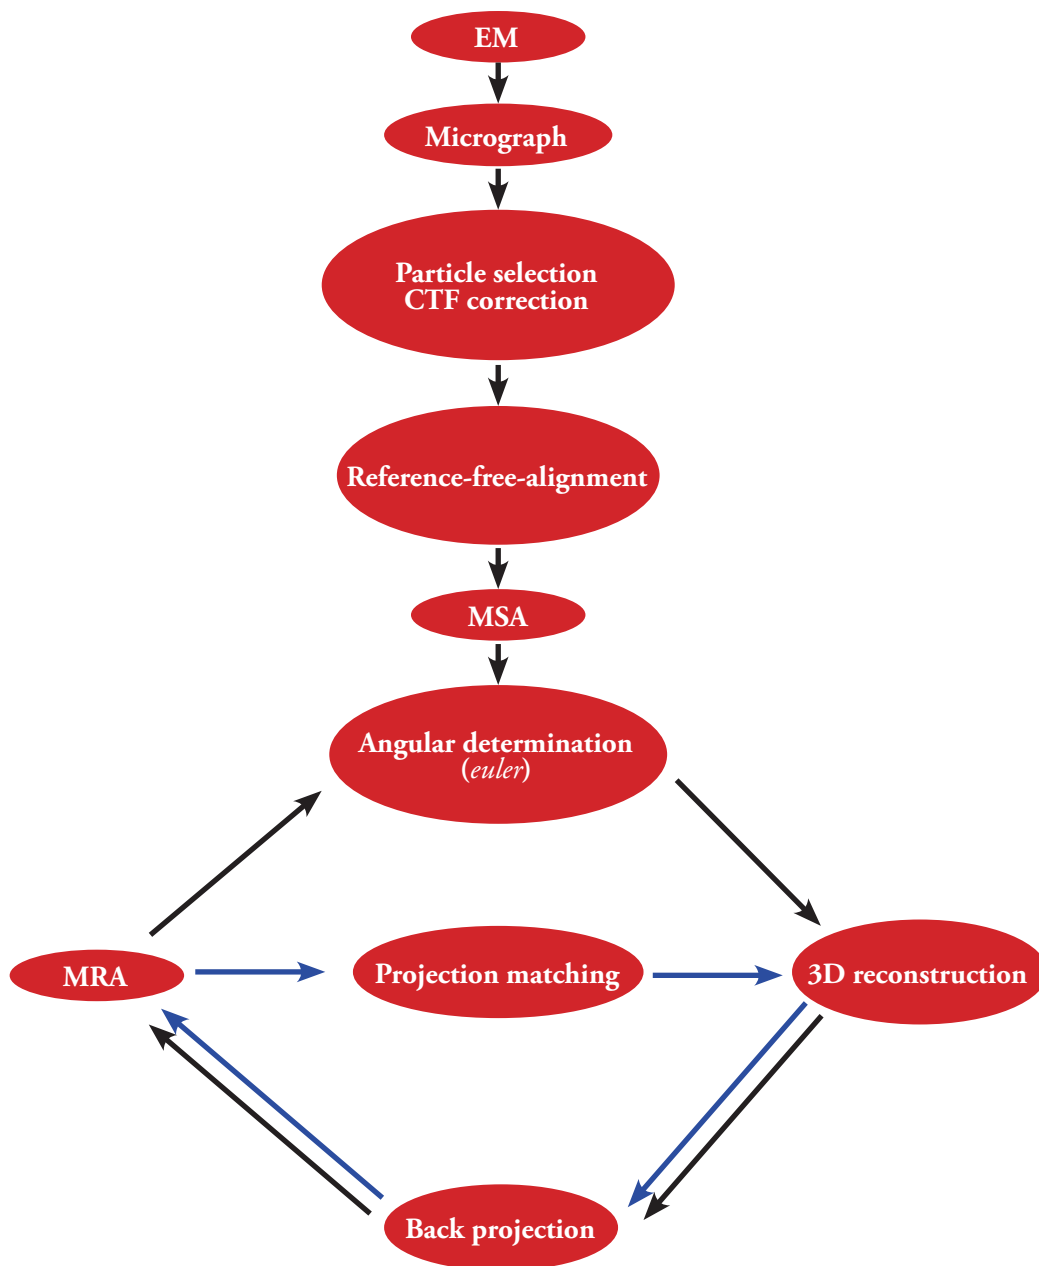 EM
Micrograph
Particle selection
CTF correction
Reference-free-alignment
MSA
Angular determination
(euler)
MRA
Projection matching
3D reconstruction
Back projection